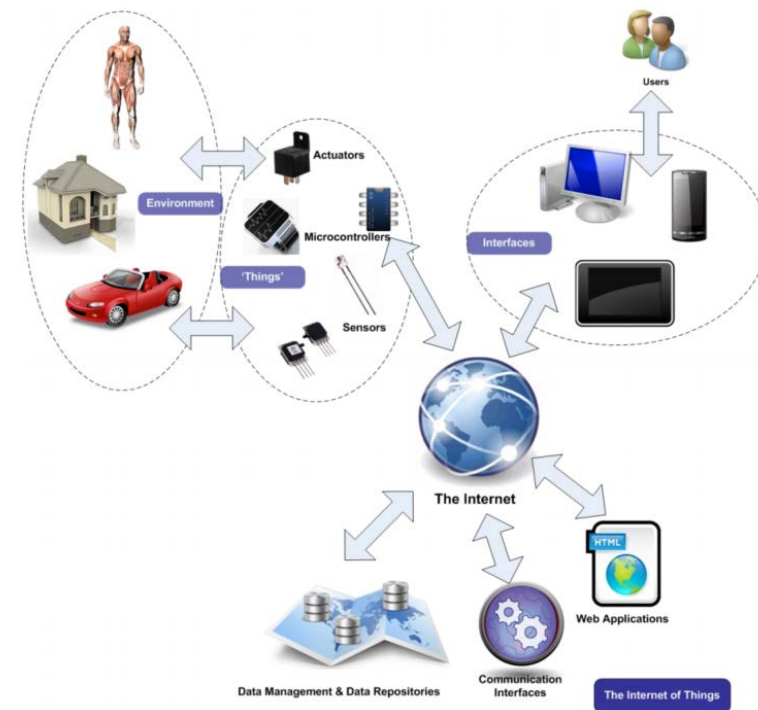 Users
Actuators
Environment
Microcontrollers
Interfaces
'Things'
Sensors
The Internet
HTML
Web Applications
Communication
Interfaces
Data Management & Data Repositories
The Internet of Things